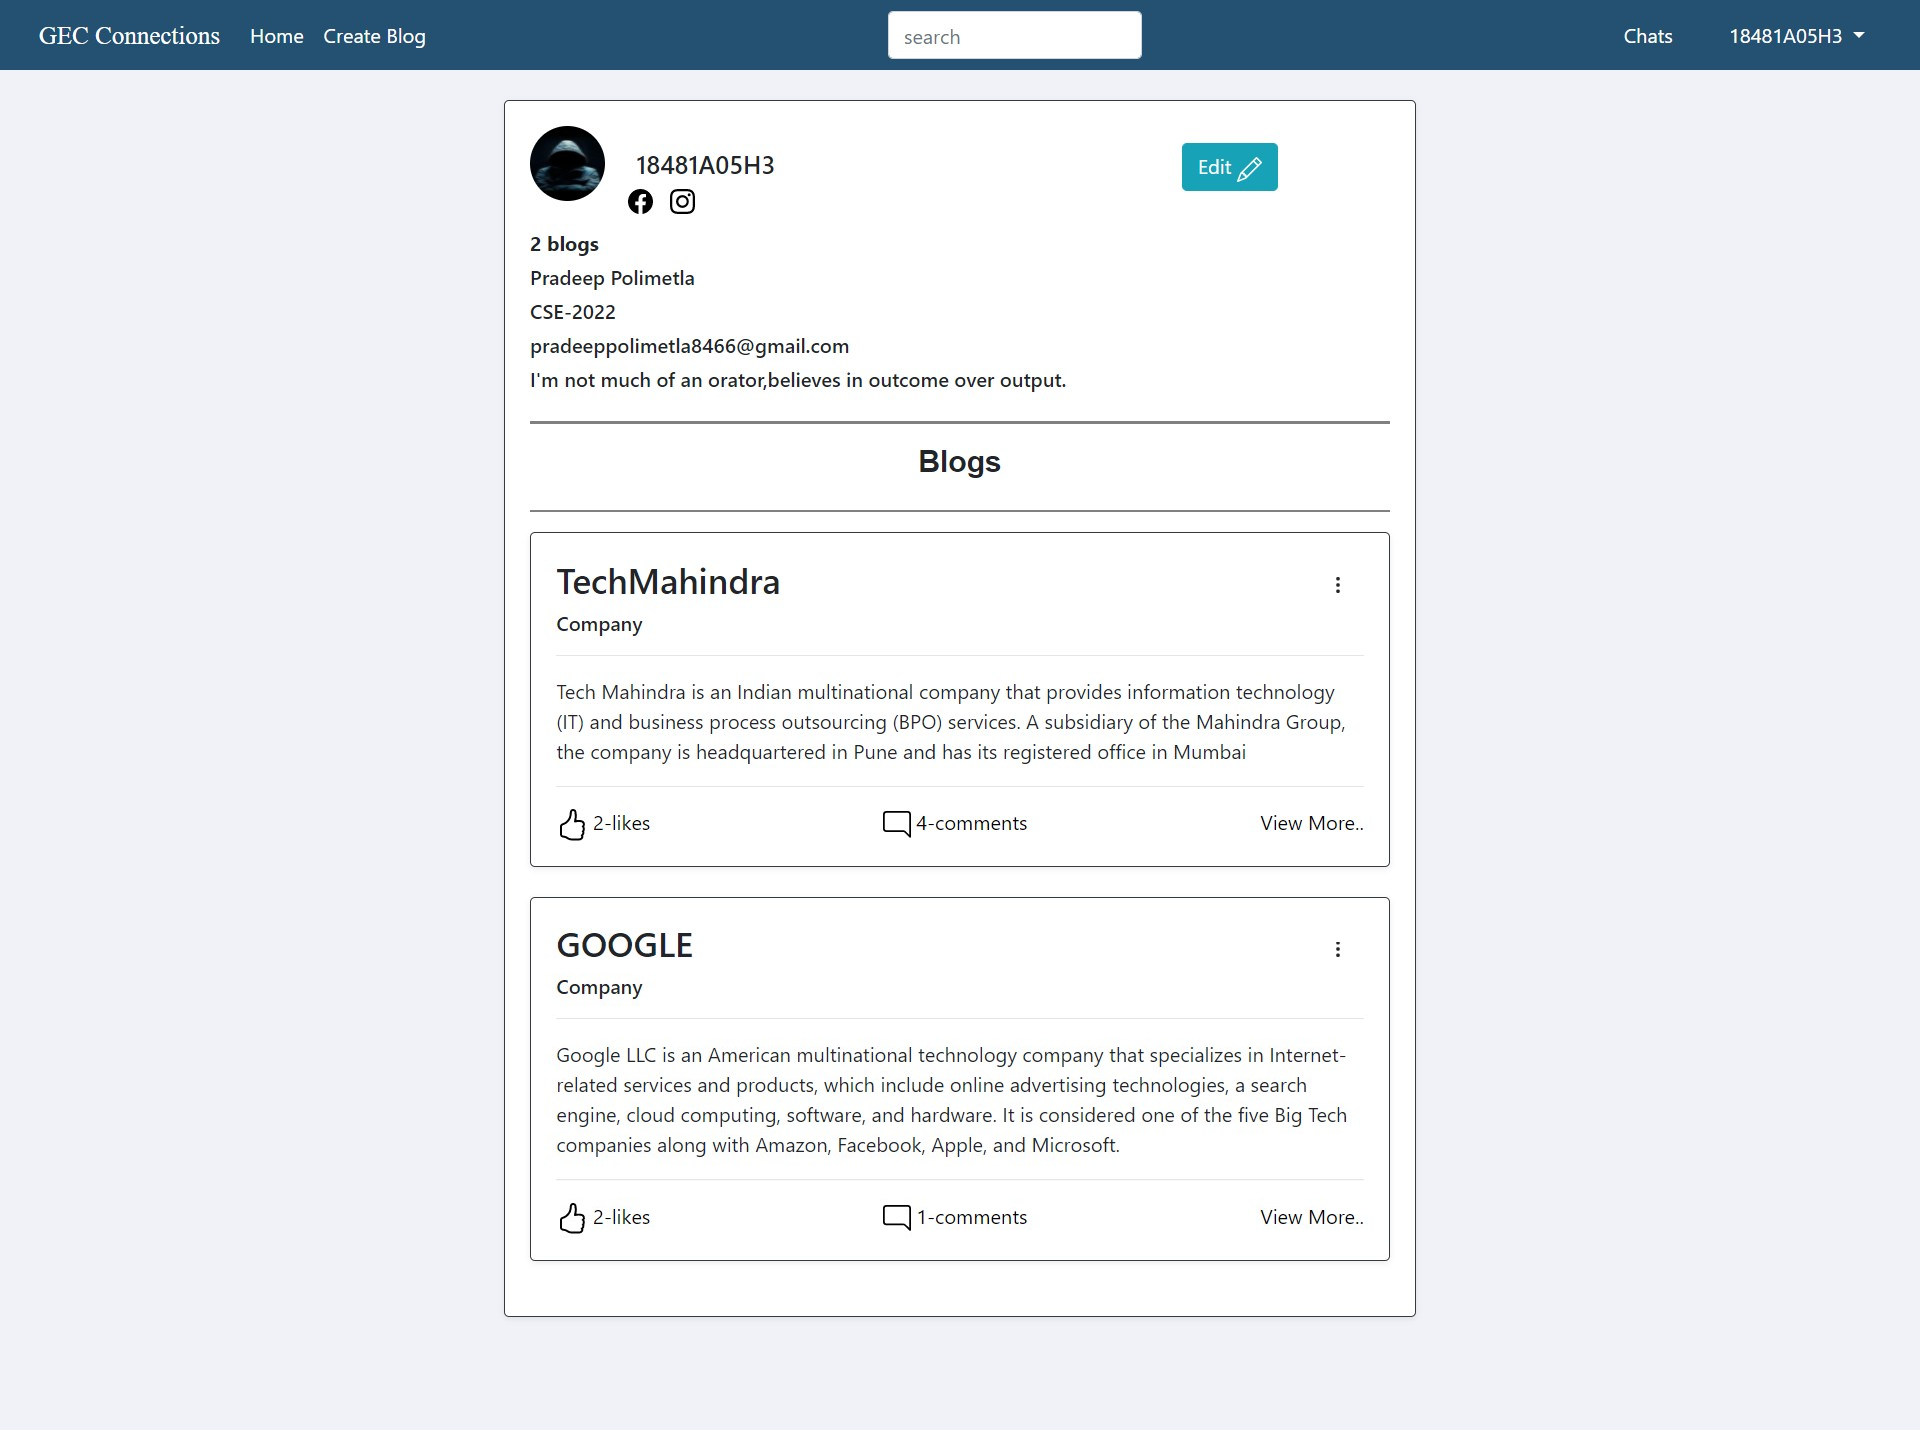 GEC Connections Home Create Blog search Chats 18481A05H3
18481A05H3
Edit
2 blogs
Pradeep Polimetla
CSE-2022
pradeeppolimetla8466@gmail.com
I'm not much of an orator,believes in outcome over output.
Blogs
TechMahindra
Company
Tech Mahindra is an Indian multinational company that provides information technology
(IT) and business process outsourcing (BPO) services. A subsidiary of the Mahindra Group,
the company is headquartered in Pune and has its registered office in Mumbai
2-likes 4-comments View More..
GOOGLE
Company
Google LLC is an American multinational technology company that specializes in Internet-
related services and products, which include online advertising technologies, a search
engine, cloud computing, software, and hardware. It is considered one of the five Big Tech
companies along with Amazon, Facebook, Apple, and Microsoft.
2-likes 1-comments View More..